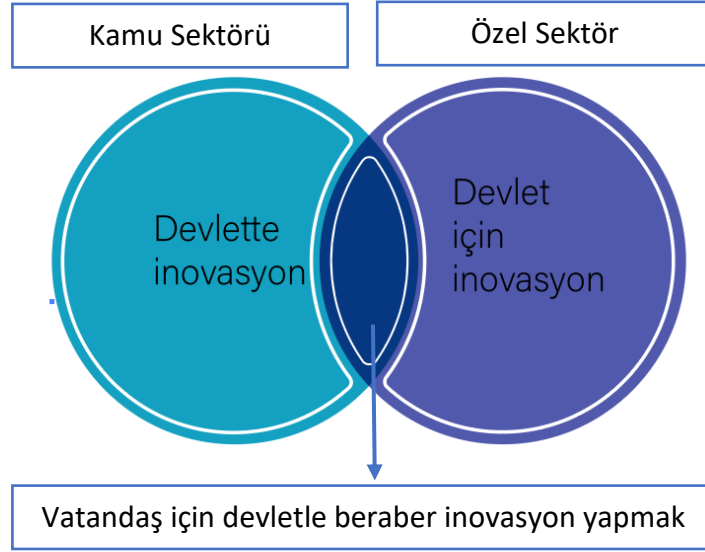 Kamu Sektörü
Özel Sektör
Devlette
inovasyon
Devlet
için
inovasyon
Vatandaş için devletle beraber inovasyon yapmak